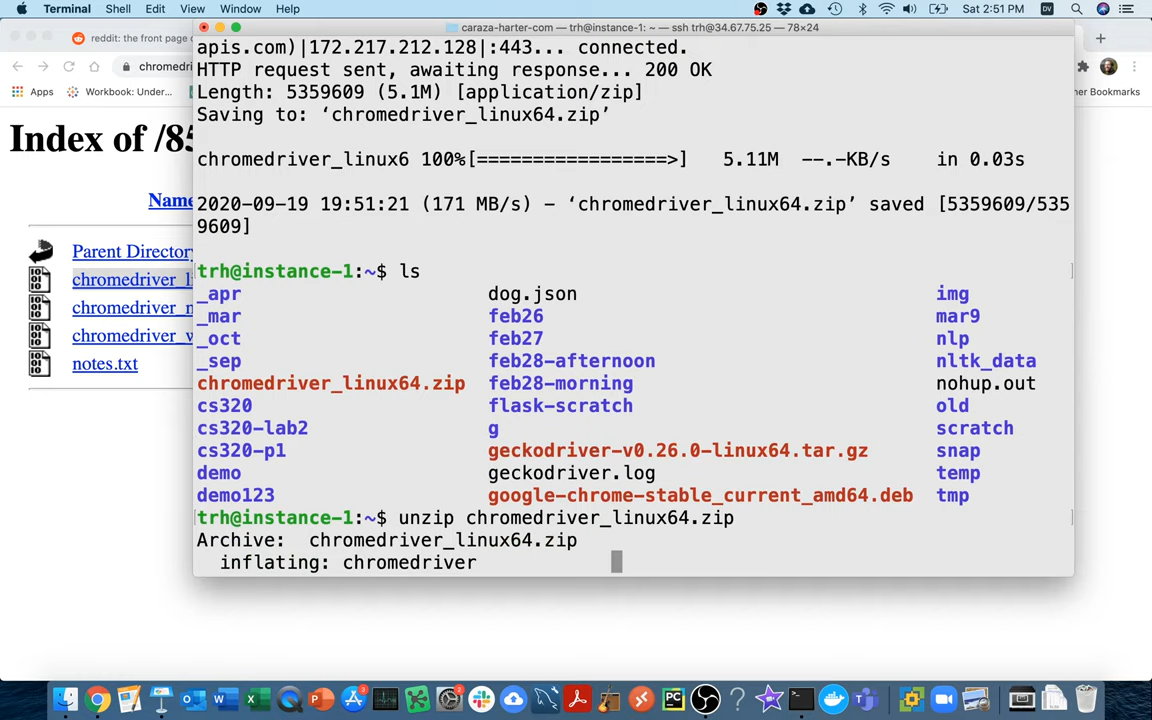 Terminal Shell Edit View Window Help Sat 2:51 PM
caraza-harter-com — trh@instance-1: ~ — ssh trh@34.67.75.25 — 78×24
reddit: the front page o
chromedri
Apps Workbook: Under... her Bookmarks
Index of /85
Name
Parent Directory
chromedriver_l
chromedriver_
chromedriver_
notes.txt
apis.com)|172.217.212.128|:443... connected.
HTTP request sent, awaiting response... 200 OK
Length: 5359609 (5.1M) [application/zip]
Saving to: ‘chromedriver_linux64.zip’
chromedriver_linux6 100%[=================>] 5.11M --.-KB/s in 0.03s
2020-09-19 19:51:21 (171 MB/s) - ‘chromedriver_linux64.zip’ saved [5359609/535
9609]
trh@instance-1:~$ ls
_apr dog.json img
_mar feb26 mar9
_oct feb27 nlp
_sep feb28-afternoon nltk_data
chromedriver_linux64.zip feb28-morning nohup.out
cs320 flask-scratch old
cs320-lab2 g scratch
cs320-p1 geckodriver-v0.26.0-linux64.tar.gz snap
demo geckodriver.log temp
demo123 google-chrome-stable_current_amd64.deb tmp
trh@instance-1:~$ unzip chromedriver_linux64.zip
Archive: chromedriver_linux64.zip
inflating: chromedriver